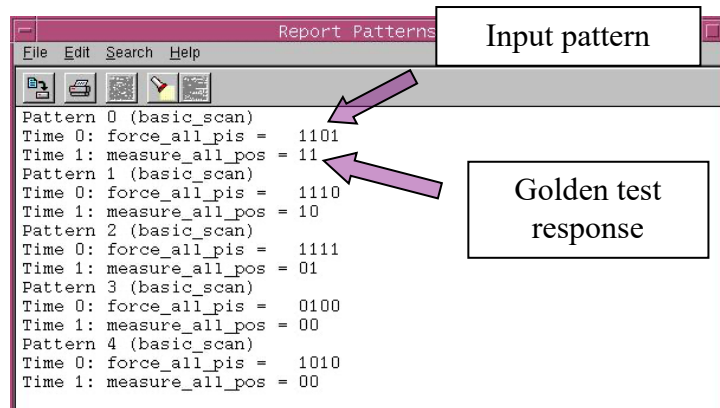 Report Patterns
Input pattern
File Edit Search Help
Pattern 0 (basic_scan)
Time 0: force_all_pis =   1101
Time 1: measure_all_pos = 11
Pattern 1 (basic_scan)
Time 0: force_all_pis =   1110
Time 1: measure_all_pos = 10
Pattern 2 (basic_scan)
Time 0: force_all_pis =   1111
Time 1: measure_all_pos = 01
Pattern 3 (basic_scan)
Time 0: force_all_pis =   0100
Time 1: measure_all_pos = 00
Pattern 4 (basic_scan)
Time 0: force_all_pis =   1010
Time 1: measure_all_pos = 00
Golden test
response